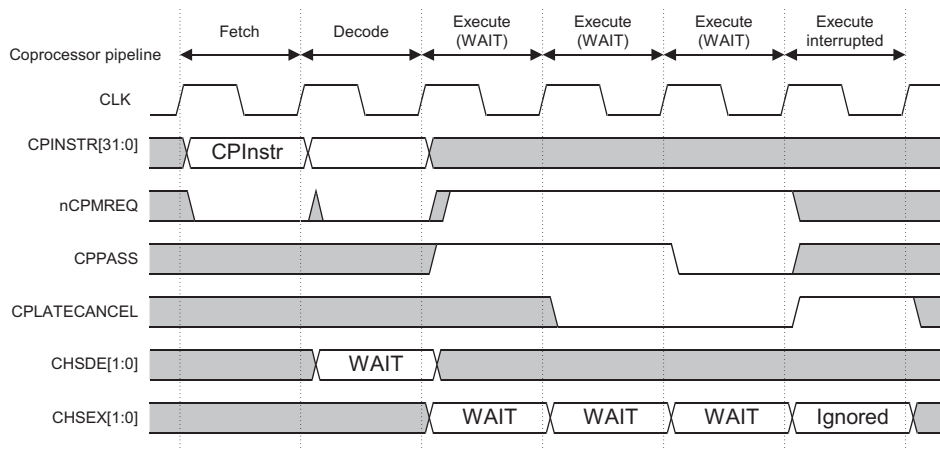 Fetch
Decode
Execute
(WAIT)
Execute
(WAIT)
Execute
(WAIT)
Execute
interrupted
Coprocessor pipeline
CLK
CPINSTR[31:0]
CPInstr
nCPMREQ
CPPASS
CPLATECANCEL
CHSDE[1:0]
WAIT
CHSEX[1:0]
WAIT
WAIT
WAIT
Ignored